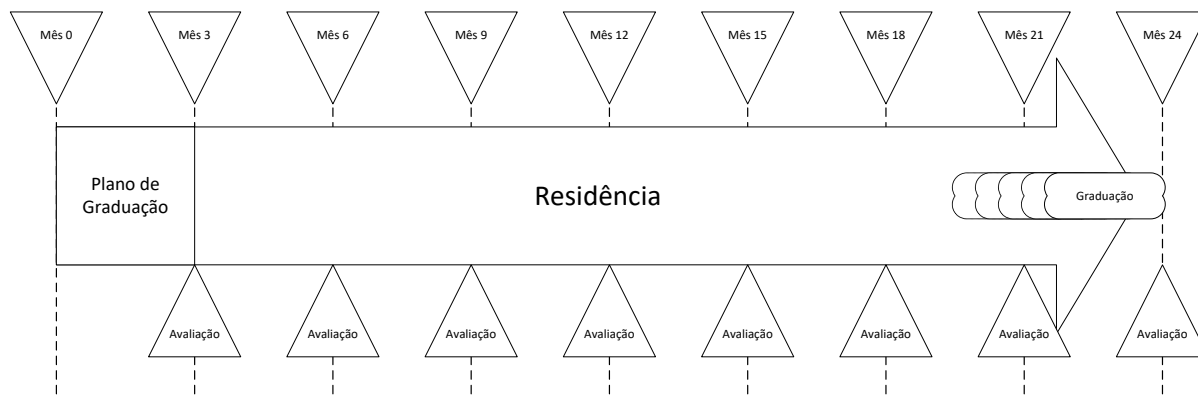 Mês 0
Mês 3
Mês 6
Mês 9
Mês 12
Mês 15
Mês 18
Mês 21
Mês 24
Plano de
Graduação
Residência
Graduação
Avaliação
Avaliação
Avaliação
Avaliação
Avaliação
Avaliação
Avaliação
Avaliação